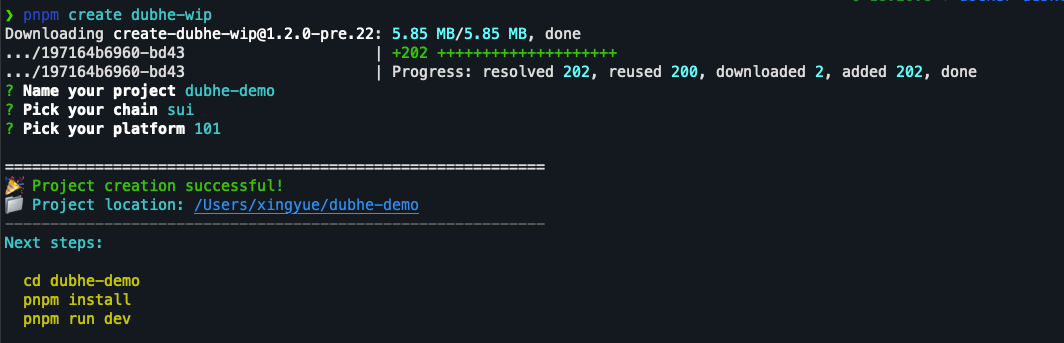 ❯ pnpm create dubhe-wip
Downloading create-dubhe-wip@1.2.0-pre.22: 5.85 MB/5.85 MB, done
.../197164b6960-bd43 | +202 ++++++++++++++++++++
.../197164b6960-bd43 | Progress: resolved 202, reused 200, downloaded 2, added 202, done
? Name your project dubhe-demo
? Pick your chain sui
? Pick your platform 101
============================================================
🎉 Project creation successful!
📁 Project location: /Users/xingyue/dubhe-demo
------------------------------------------------------------
Next steps:
cd dubhe-demo
pnpm install
pnpm run dev